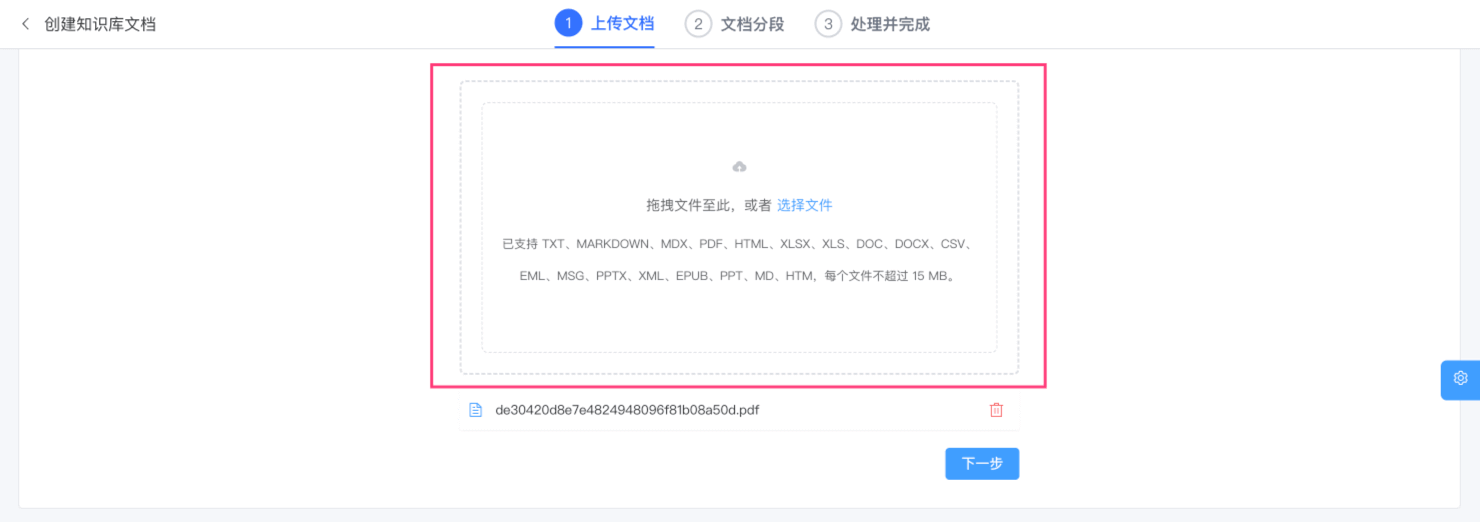 创建知识库文档
1 上传文档 2 文档分段 3 处理并完成
拖拽文件至此，或者 选择文件
已支持 TXT、MARKDOWN、MDX、PDF、HTML、XLSX、XLS、DOC、DOCX、CSV、
EML、MSG、PPTX、XML、EPUB、PPT、MD、HTM，每个文件不超过 15 MB。
de30420d8e7e4824948096f81b08a50d.pdf
下一步